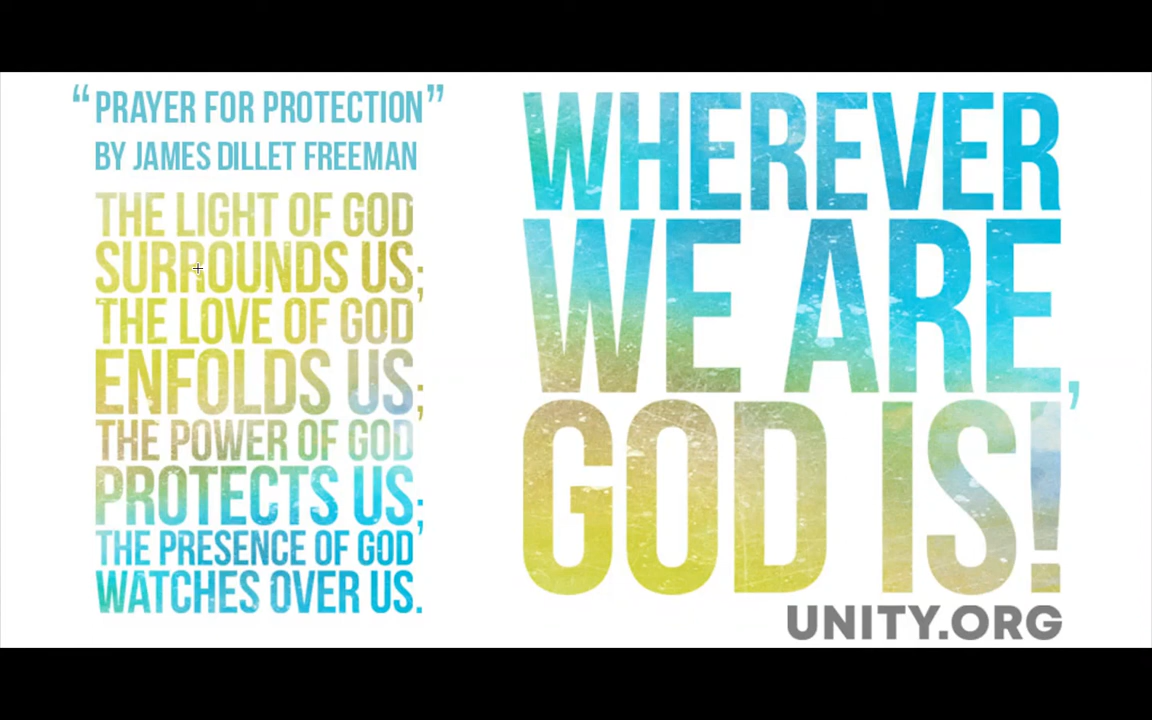 “PRAYER FOR PROTECTION”
BY JAMES DILLET FREEMAN
THE LIGHT OF GOD
SURROUNDS US;
THE LOVE OF GOD
ENFOLDS US;
THE POWER OF GOD
PROTECTS US;
THE PRESENCE OF GOD
WATCHES OVER US.
WHEREVER
WE ARE,
GOD IS!
UNITY.ORG